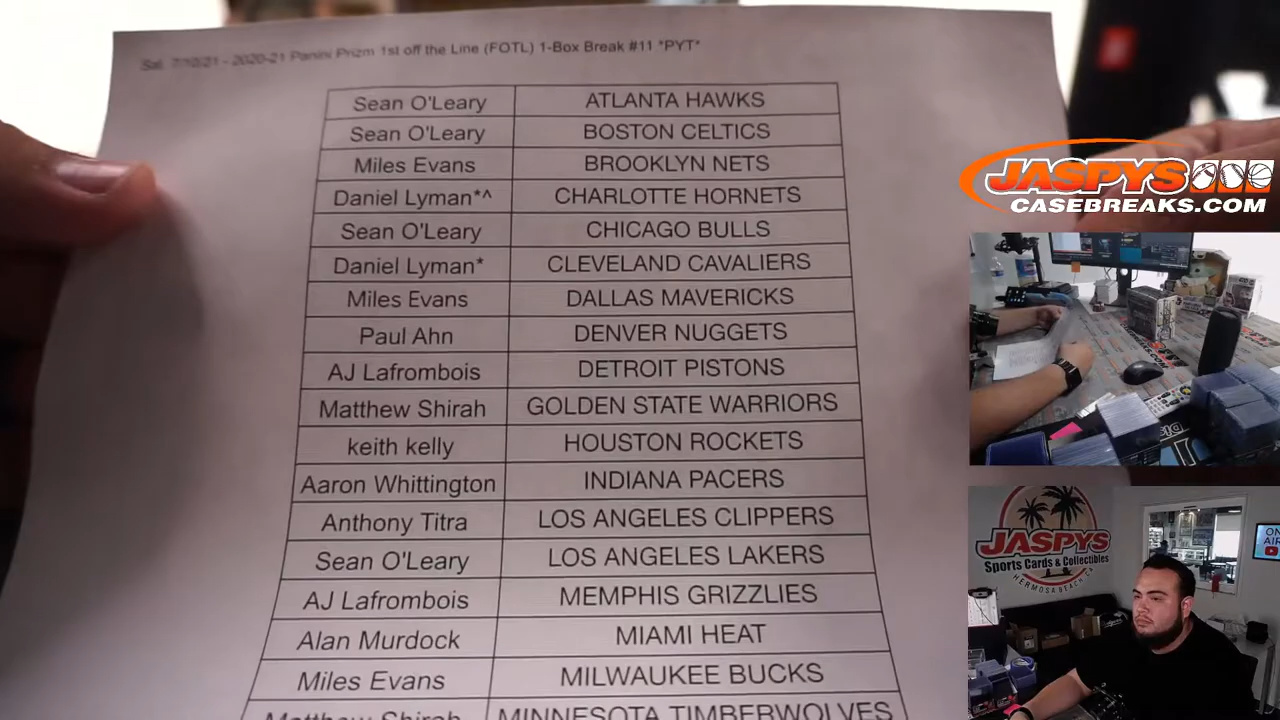 Sat, 7/10/21 - 2020-21 Panini Prizm 1st off the Line (FOTL) 1-Box Break #11 *PYT*
Sean O'Leary ATLANTA HAWKS
Sean O'Leary BOSTON CELTICS
Miles Evans BROOKLYN NETS
Daniel Lyman*^ CHARLOTTE HORNETS
Sean O'Leary CHICAGO BULLS
Daniel Lyman* CLEVELAND CAVALIERS
Miles Evans DALLAS MAVERICKS
Paul Ahn DENVER NUGGETS
AJ Lafrombois DETROIT PISTONS
Matthew Shirah GOLDEN STATE WARRIORS
keith kelly HOUSTON ROCKETS
Aaron Whittington INDIANA PACERS
Anthony Titra LOS ANGELES CLIPPERS
Sean O'Leary LOS ANGELES LAKERS
AJ Lafrombois MEMPHIS GRIZZLIES
Alan Murdock MIAMI HEAT
Miles Evans MILWAUKEE BUCKS
Matthew Shirah MINNESOTA TIMBERWOLVES
JASPYS
CASEBREAKS.COM
JASPYS
Sports Cards & Collectibles
HERMOSA BEACH, CA
ON
AIR